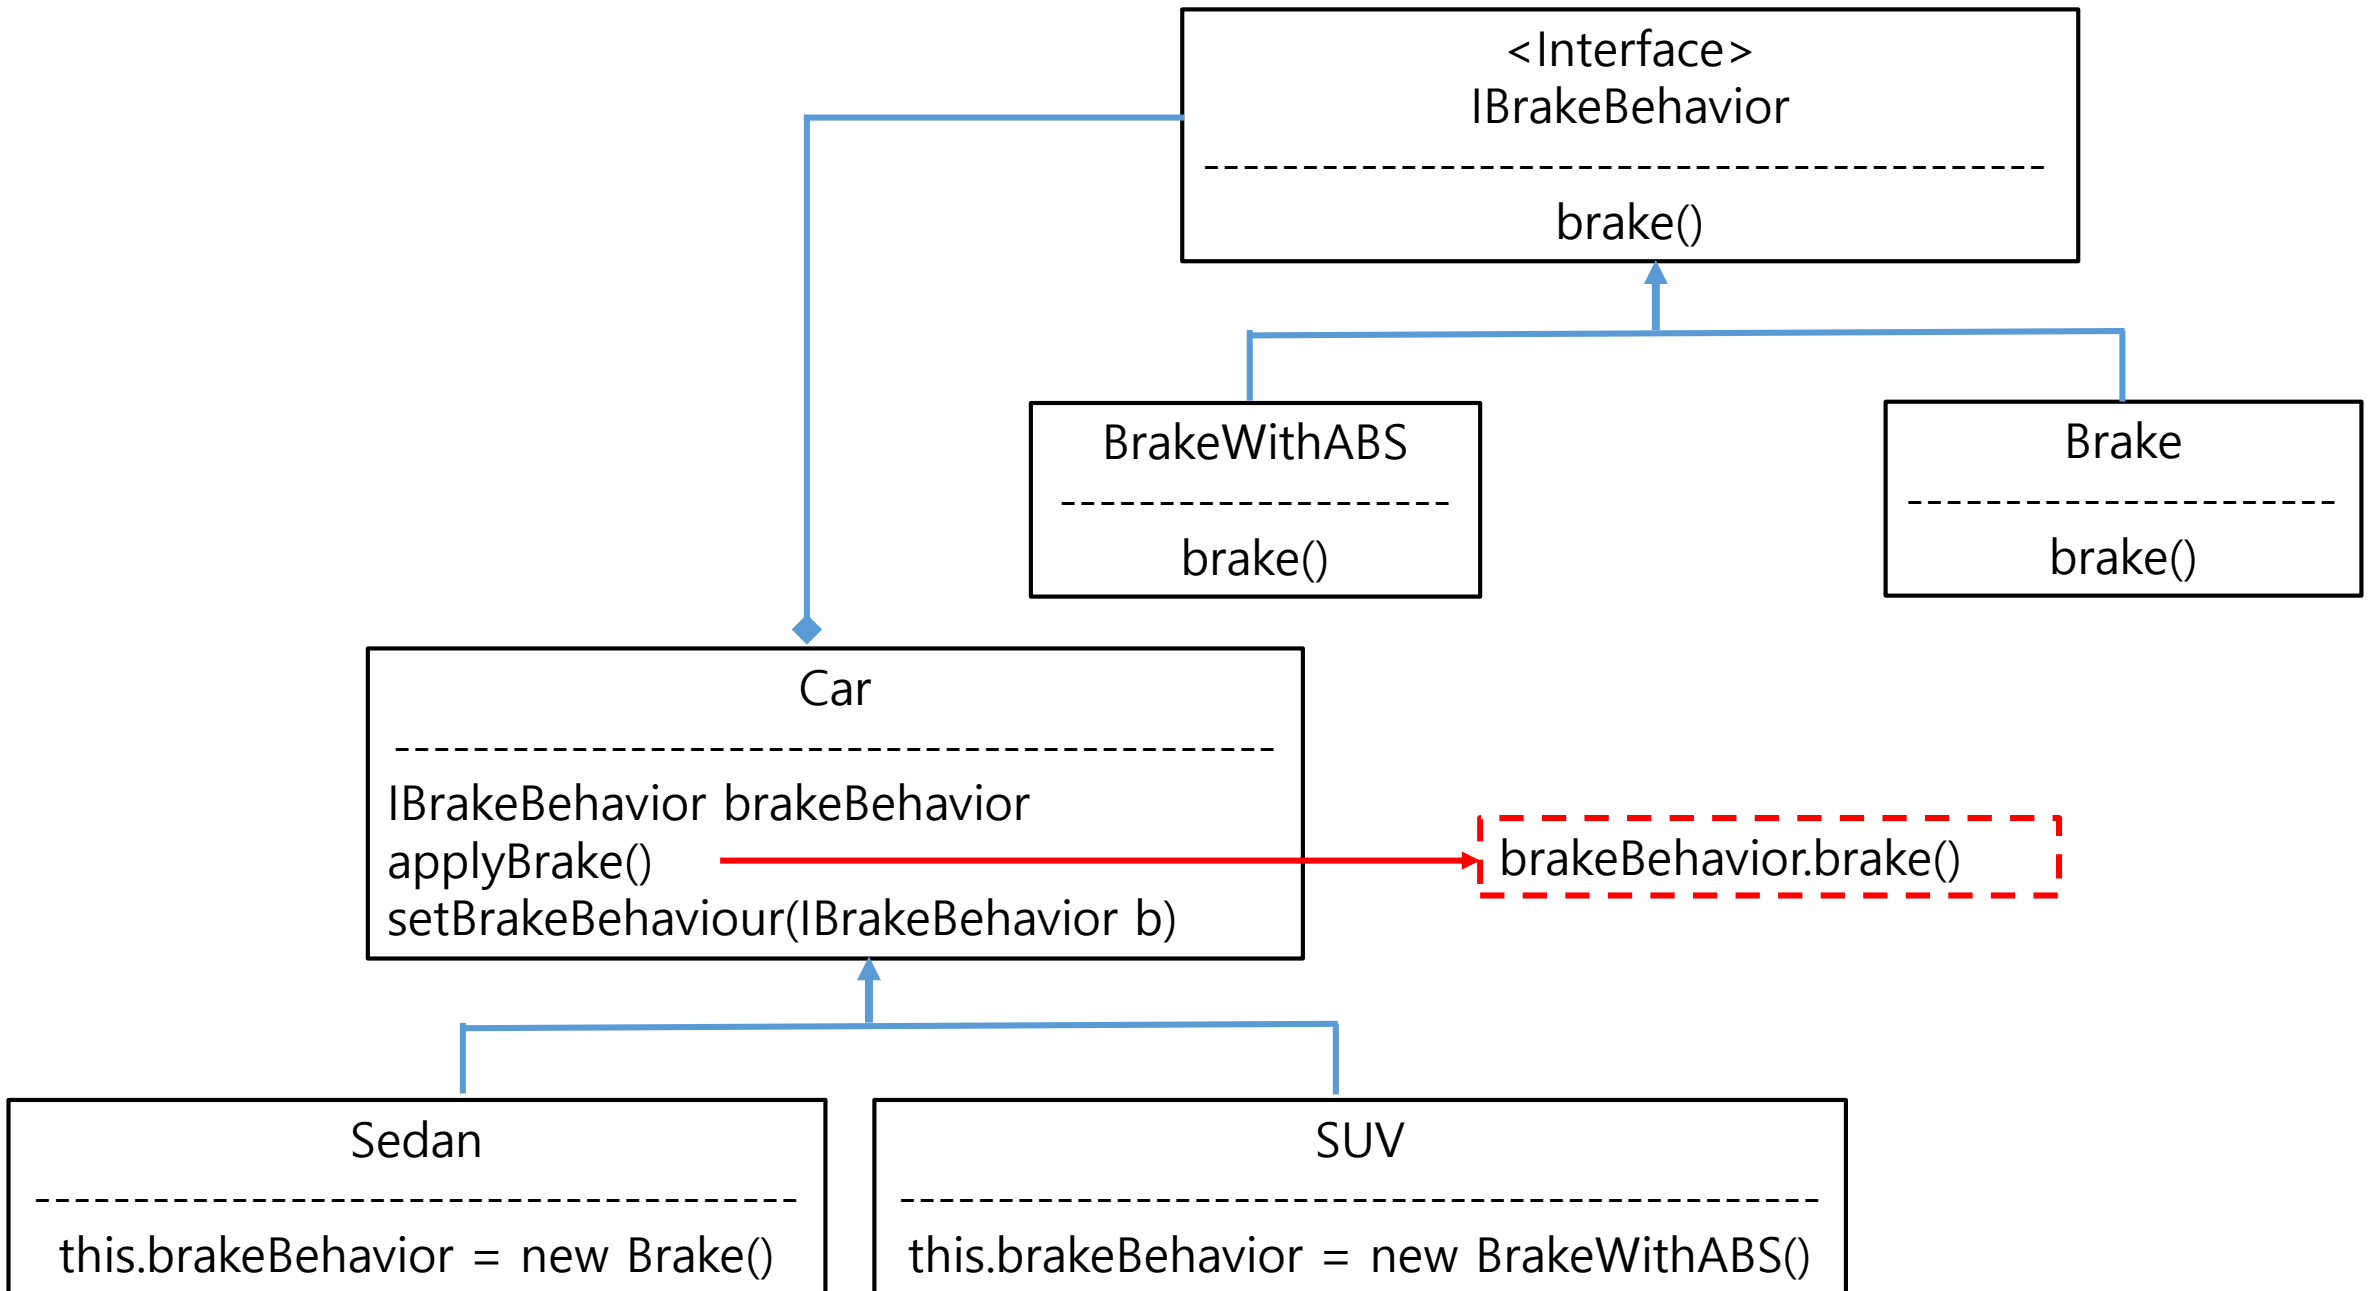 <Interface>
IBrakeBehavior
brake()
BrakeWithABS
brake()
Brake
brake()
Car
IBrakeBehavior brakeBehavior
applyBrake()
setBrakeBehaviour(IBrakeBehavior b)
brakeBehavior.brake()
Sedan
this.brakeBehavior = new Brake()
SUV
this.brakeBehavior = new BrakeWithABS()